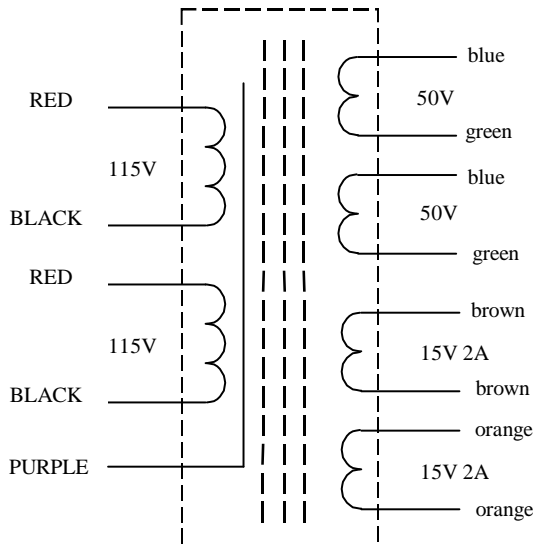 RED
115V
BLACK
RED
115V
BLACK
PURPLE
blue
50V
green
blue
50V
green
brown
15V 2A
brown
orange
15V 2A
orange